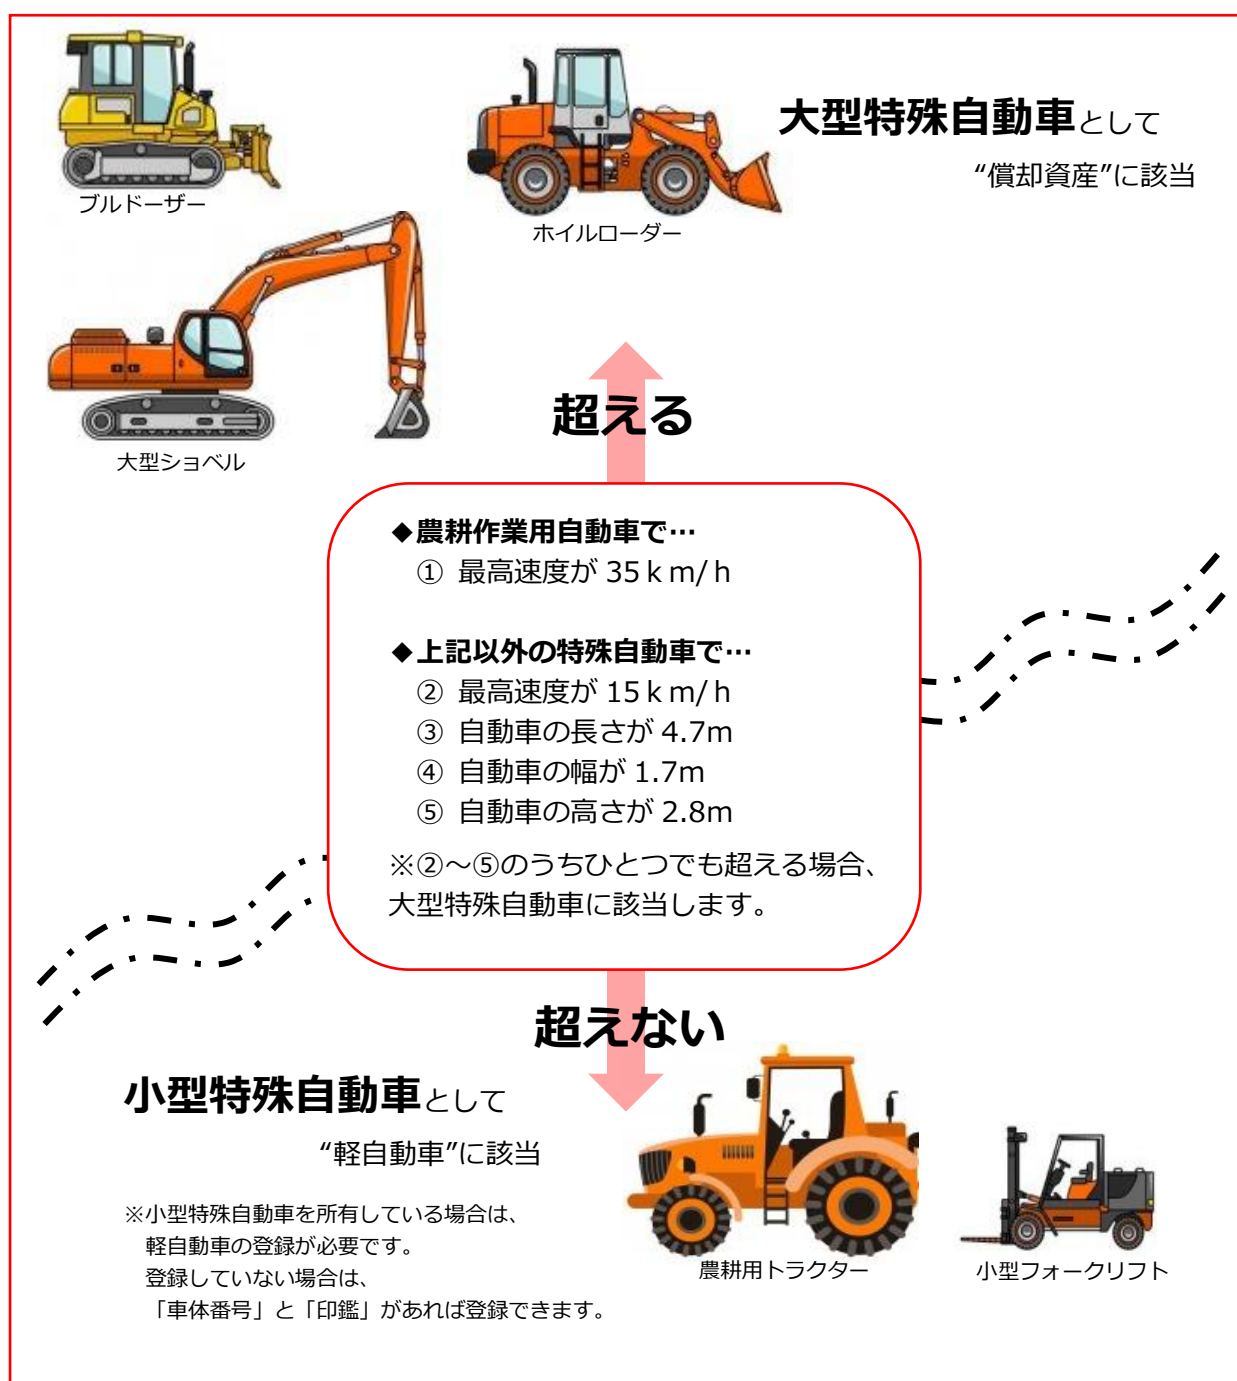 大型特殊自動車として
“償却資産”に該当
ブルドーザー
ホイルローダー
大型ショベル
超える
◆農耕作業用自動車で…
① 最高速度が 35ｋm/ｈ
◆上記以外の特殊自動車で…
② 最高速度が 15ｋm/ｈ
③ 自動車の長さが 4.7m
④ 自動車の幅が 1.7m
⑤ 自動車の高さが 2.8m
※②～⑤のうちひとつでも超える場合、
大型特殊自動車に該当します。
超えない
小型特殊自動車として
“軽自動車”に該当
※小型特殊自動車を所有している場合は、
軽自動車の登録が必要です。
登録していない場合は、
「車体番号」と「印鑑」があれば登録できます。
農耕用トラクター
小型フォークリフト